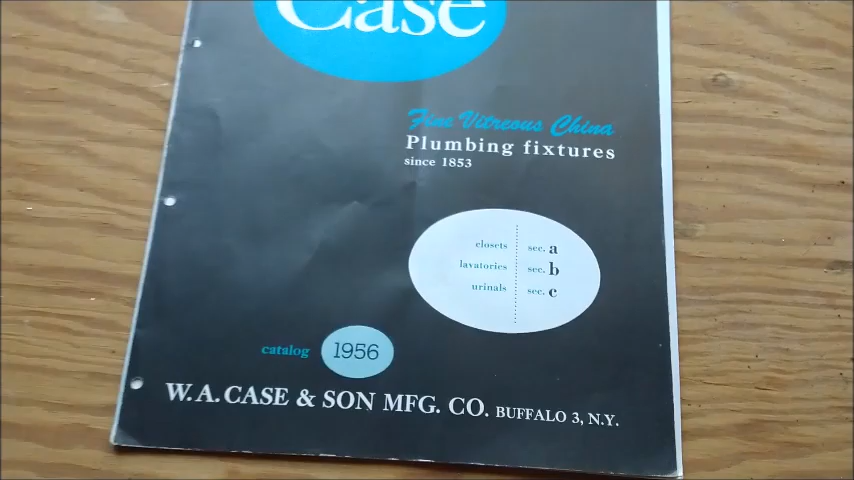 Case
Fine Vitreous China
Plumbing fixtures
since 1853
closets sec. a
lavatories sec. b
urinals sec. c
catalog 1956
W. A. CASE & SON MFG. CO. BUFFALO 3, N.Y.